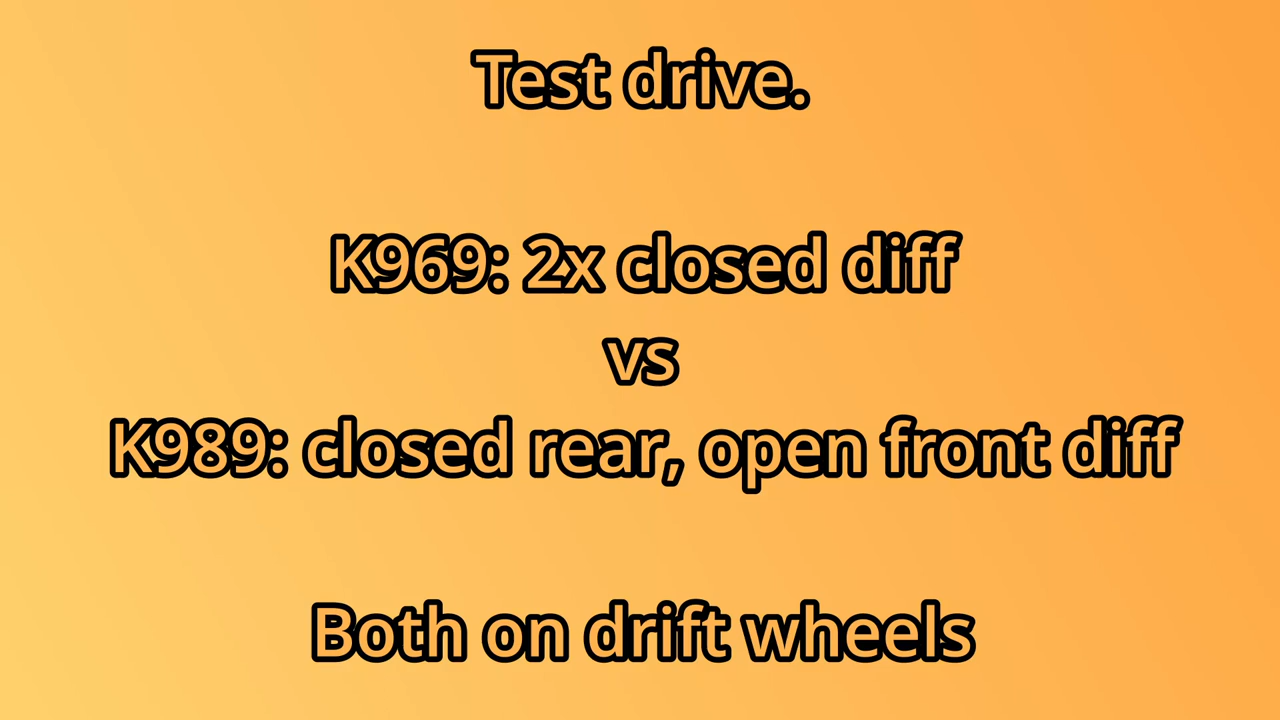 Test drive.
K969: 2x closed diff
vs
K989: closed rear, open front diff
Both on drift wheels